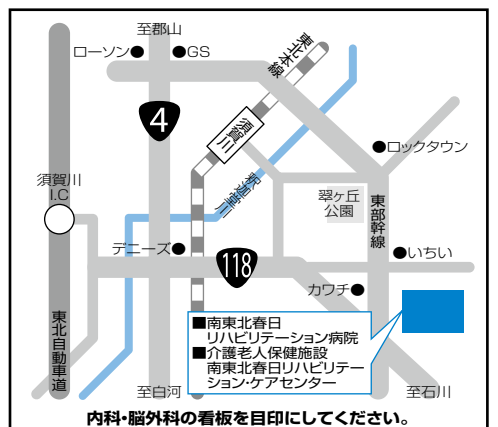 至郡山
ローソン
GS
東北本線
4
須賀川
ロックタウン
釈迦堂川
須賀川
I.C
翠ヶ丘
公園
東部幹線
デニーズ
118
いちい
カワチ
東北自動車道
■南東北春日
リハビリテーション病院
■介護老人保健施設
南東北春日リハビリテー
ション・ケアセンター
至白河
至石川
内科・脳外科の看板を目印にしてください。